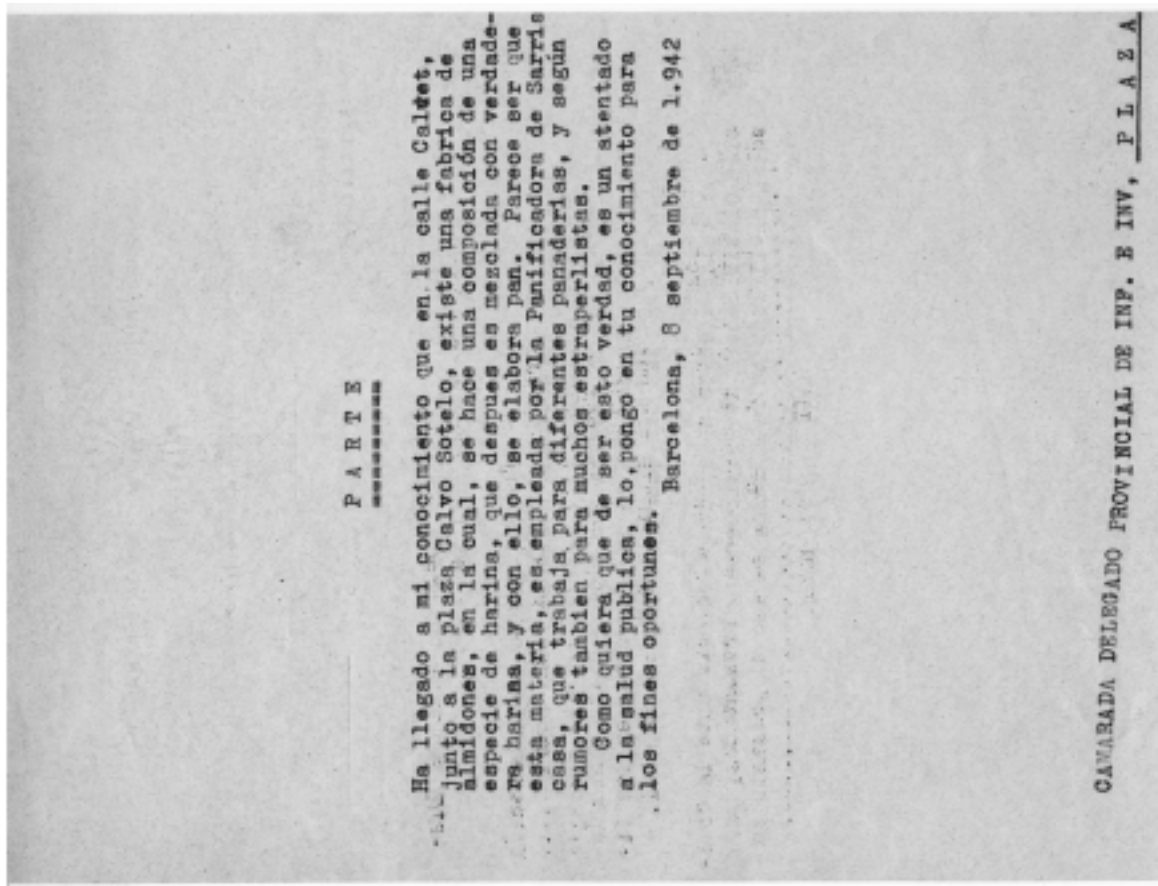 P A R T E
=========
Ha llegado a mi conocimiento que en la calle Calvet,
junto a la plaza Calvo Sotelo, existe una fabrica de
almidones, en la cual, se hace una composición de una
especie de harina, que despues es mezclada con verdade-
ra harina, y con ello, se elabora pan. Parece ser que
esta materia, es empleada por la Panificadora de Sarris
casa, que trabaja para diferentes panaderias, y según
rumores tambien para muchos estraperlistas.
Como quiera que de ser esto verdad, es un atentado
a la salud publica, lo pongo en tu conocimiento para
los fines oportunos.
Barcelona, 8 septiembre de 1.942
CAMARADA DELEGADO PROVINCIAL DE INF. E INV, P L A Z A